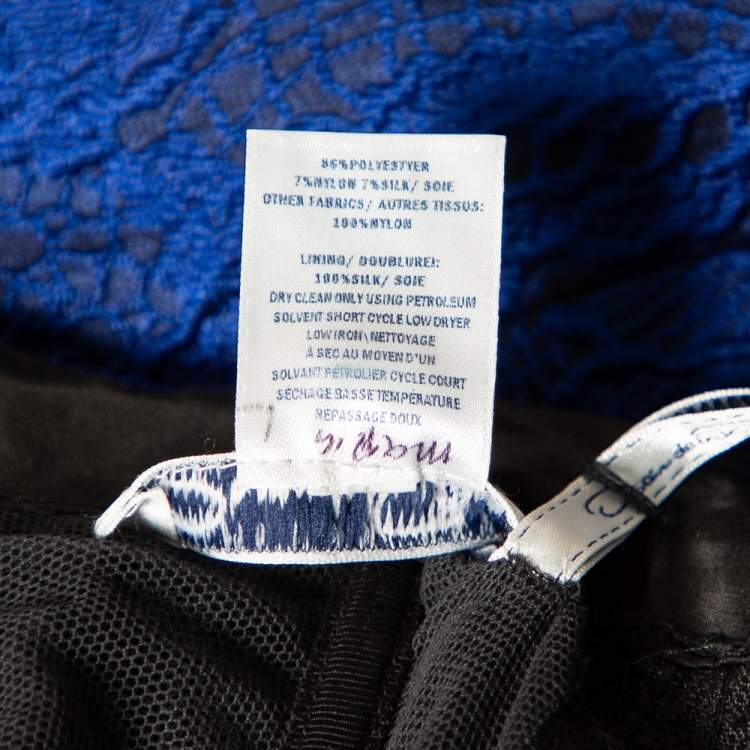 86%POLYESTYER
7%NYLON 7%SILK/ SOIE
OTHER FABRICS/ AUTRES TISSUS:
100%NYLON
LINING/ DOUBLUREI:
100%SILK/ SOIE
DRY CLEAN ONLY USING PETROLEUM
SOLVENT SHORT CYCLE LOW DRYER
LOW IRON \ NETTOYAGE
À SEC AU MOYEN D'UN
SOLVANT PÉTROLIER CYCLE COURT
SÉCHAGE BASSE TEMPÉRATURE
REPASSAGE DOUX